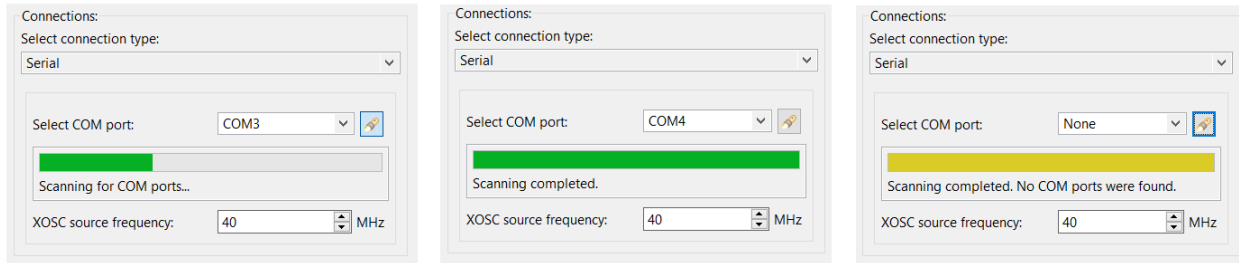 Connections:
Select connection type:
Serial
Select COM port: COM3
Scanning for COM ports...
XOSC source frequency: 40 MHz
Connections:
Select connection type:
Serial
Select COM port: COM4
Scanning completed.
XOSC source frequency: 40 MHz
Connections:
Select connection type:
Serial
Select COM port: None
Scanning completed. No COM ports were found.
XOSC source frequency: 40 MHz